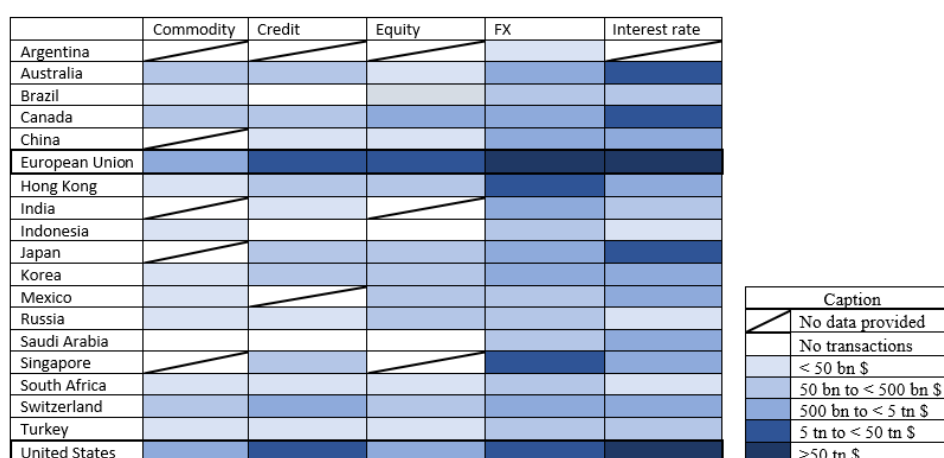 Commodity Credit Equity FX Interest rate
Argentina
Australia
Brazil
Canada
China
European Union
Hong Kong
India
Indonesia
Japan
Korea
Mexico
Russia
Saudi Arabia
Singapore
South Africa
Switzerland
Turkey
United States
Caption
No data provided
No transactions
< 50 bn $
50 bn to < 500 bn $
500 bn to < 5 tn $
5 tn to < 50 tn $
>50 tn $